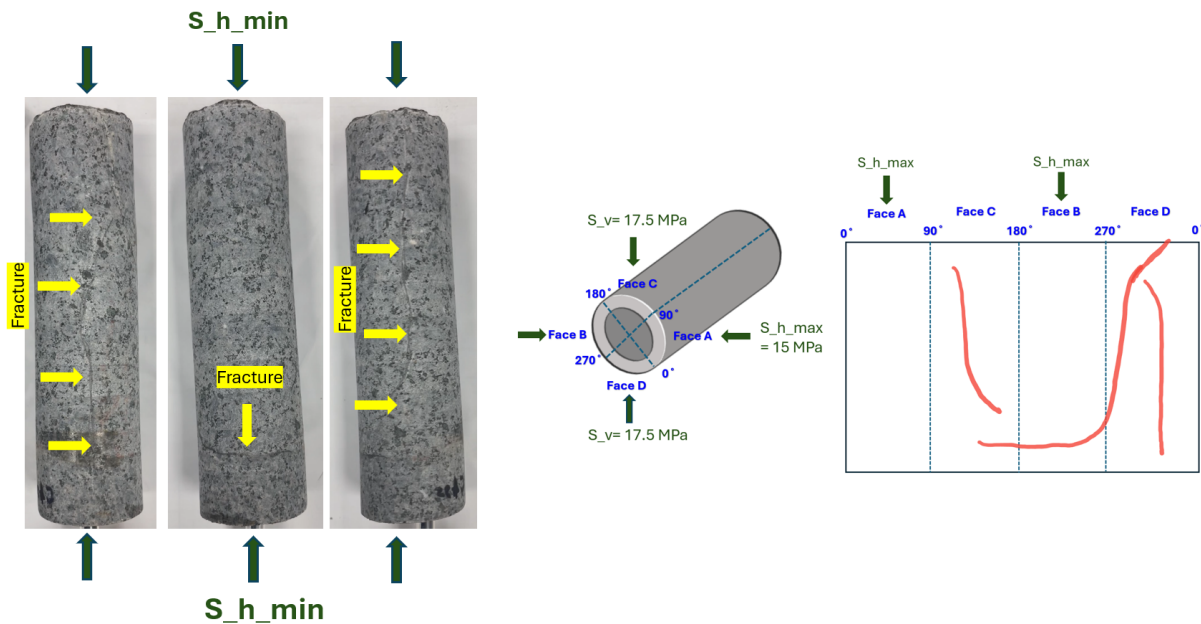 S_h_min
Fracture
Fracture
Fracture
S_h_min
S_v= 17.5 MPa
Face C
180°
90°
Face B
Face A
S_h_max
= 15 MPa
270°
0°
Face D
S_v= 17.5 MPa
S_h_max
S_h_max
Face A
Face C
Face B
Face D
0°
90°
180°
270°
0